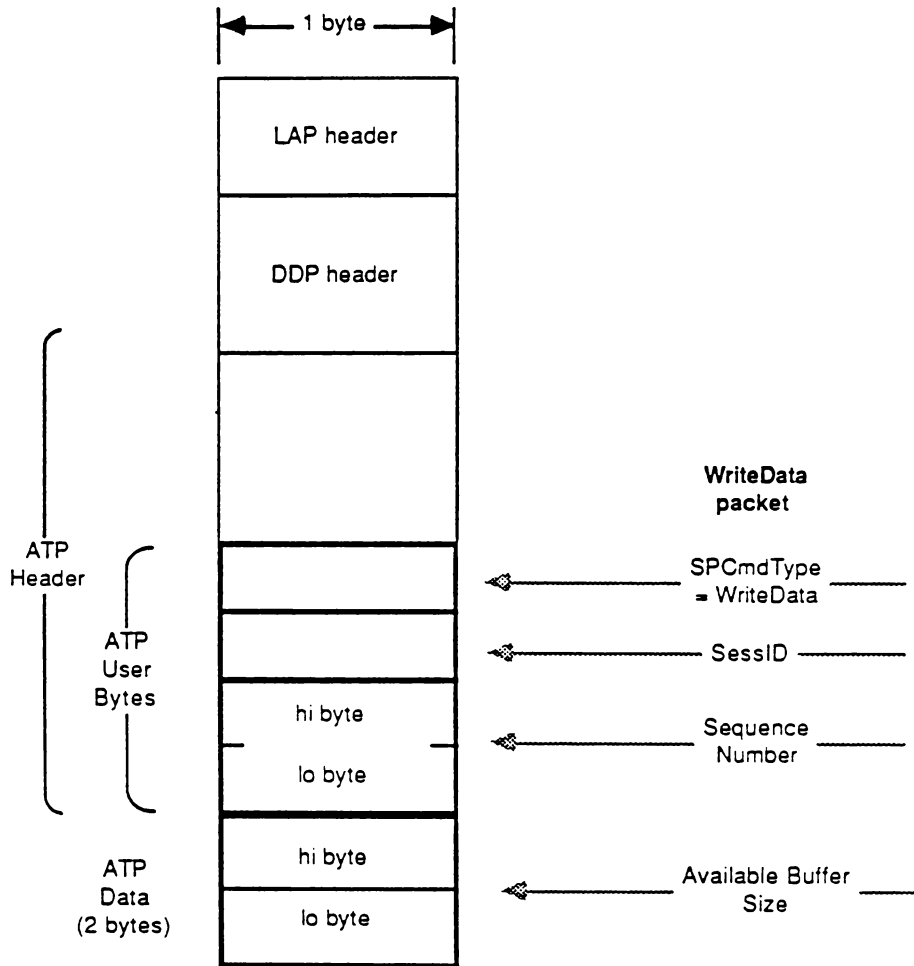 1 byte
LAP header
DDP header
WriteData
packet
ATP
Header
ATP
User
Bytes
SPCmdType
= WriteData
SessID
hi byte
lo byte
Sequence
Number
ATP
Data
(2 bytes)
hi byte
lo byte
Available Buffer
Size